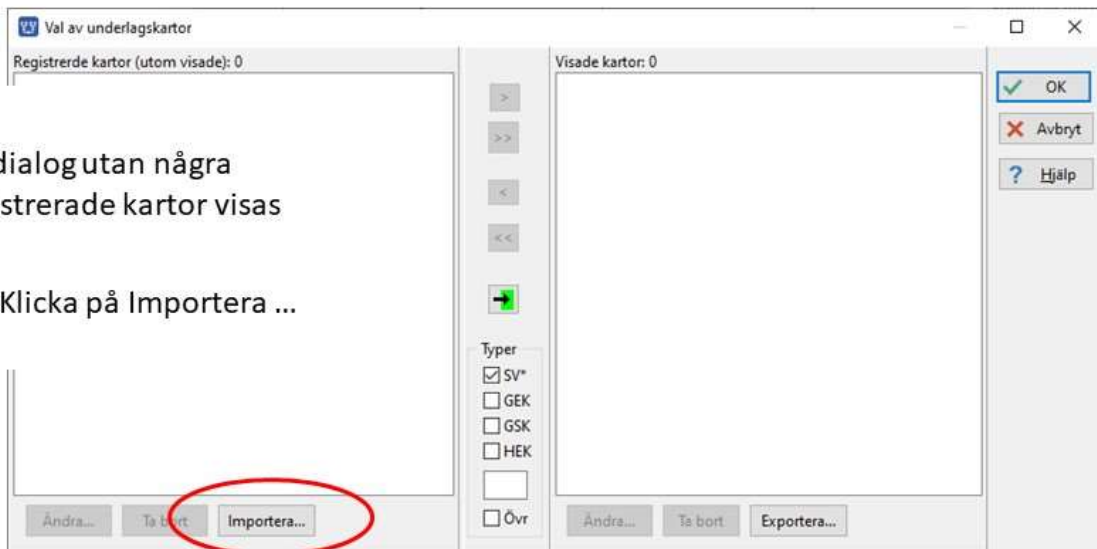 Val av underlagskartor
Registrerde kartor (utom visade): 0
Visade kartor: 0
dialog utan några
strerade kartor visas
Klicka på Importera ...
>
>>
<
<<
Typer
SV*
GEK
GSK
HEK
Övr
Ändra...
Ta bort
Importera...
Ändra...
Ta bort
Exportera...
OK
Avbryt
Hjälp